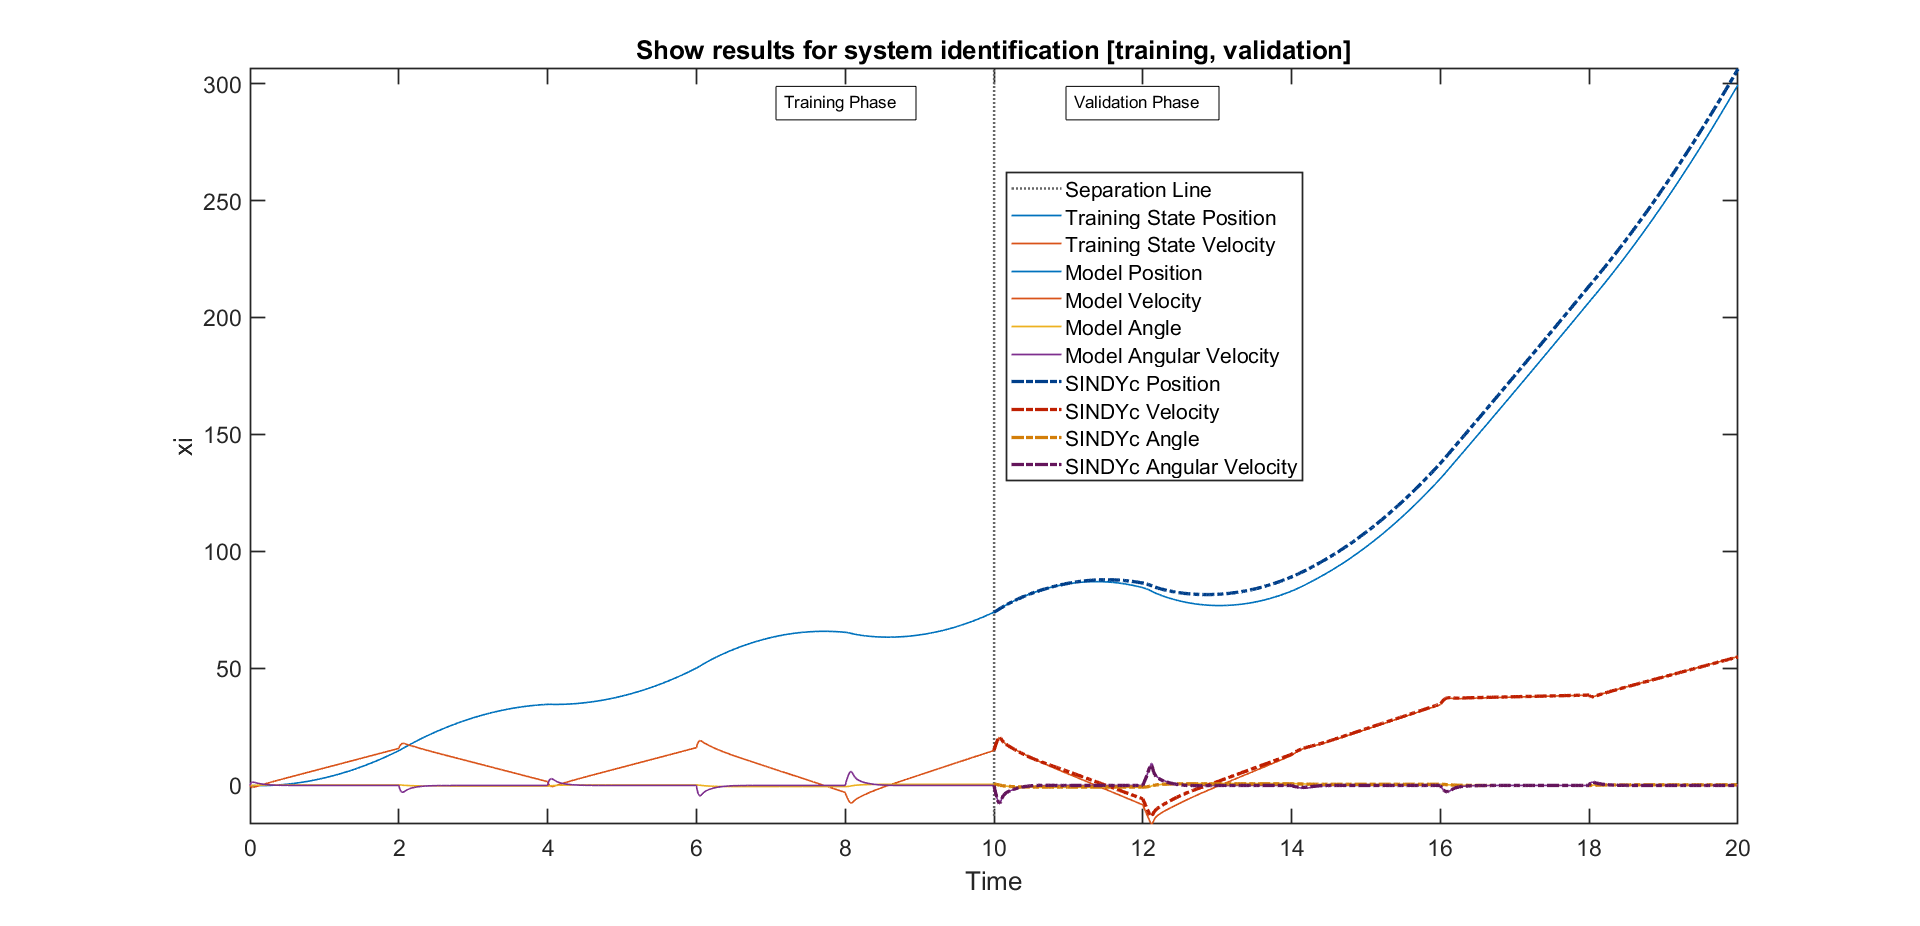 Show results for system identification [training, validation]
Training Phase
Validation Phase
Separation Line
Training State Position
Training State Velocity
Model Position
Model Velocity
Model Angle
Model Angular Velocity
SINDYc Position
SINDYc Velocity
SINDYc Angle
SINDYc Angular Velocity
300
250
200
150
100
50
0
xi
0 2 4 6 8 10 12 14 16 18 20
Time